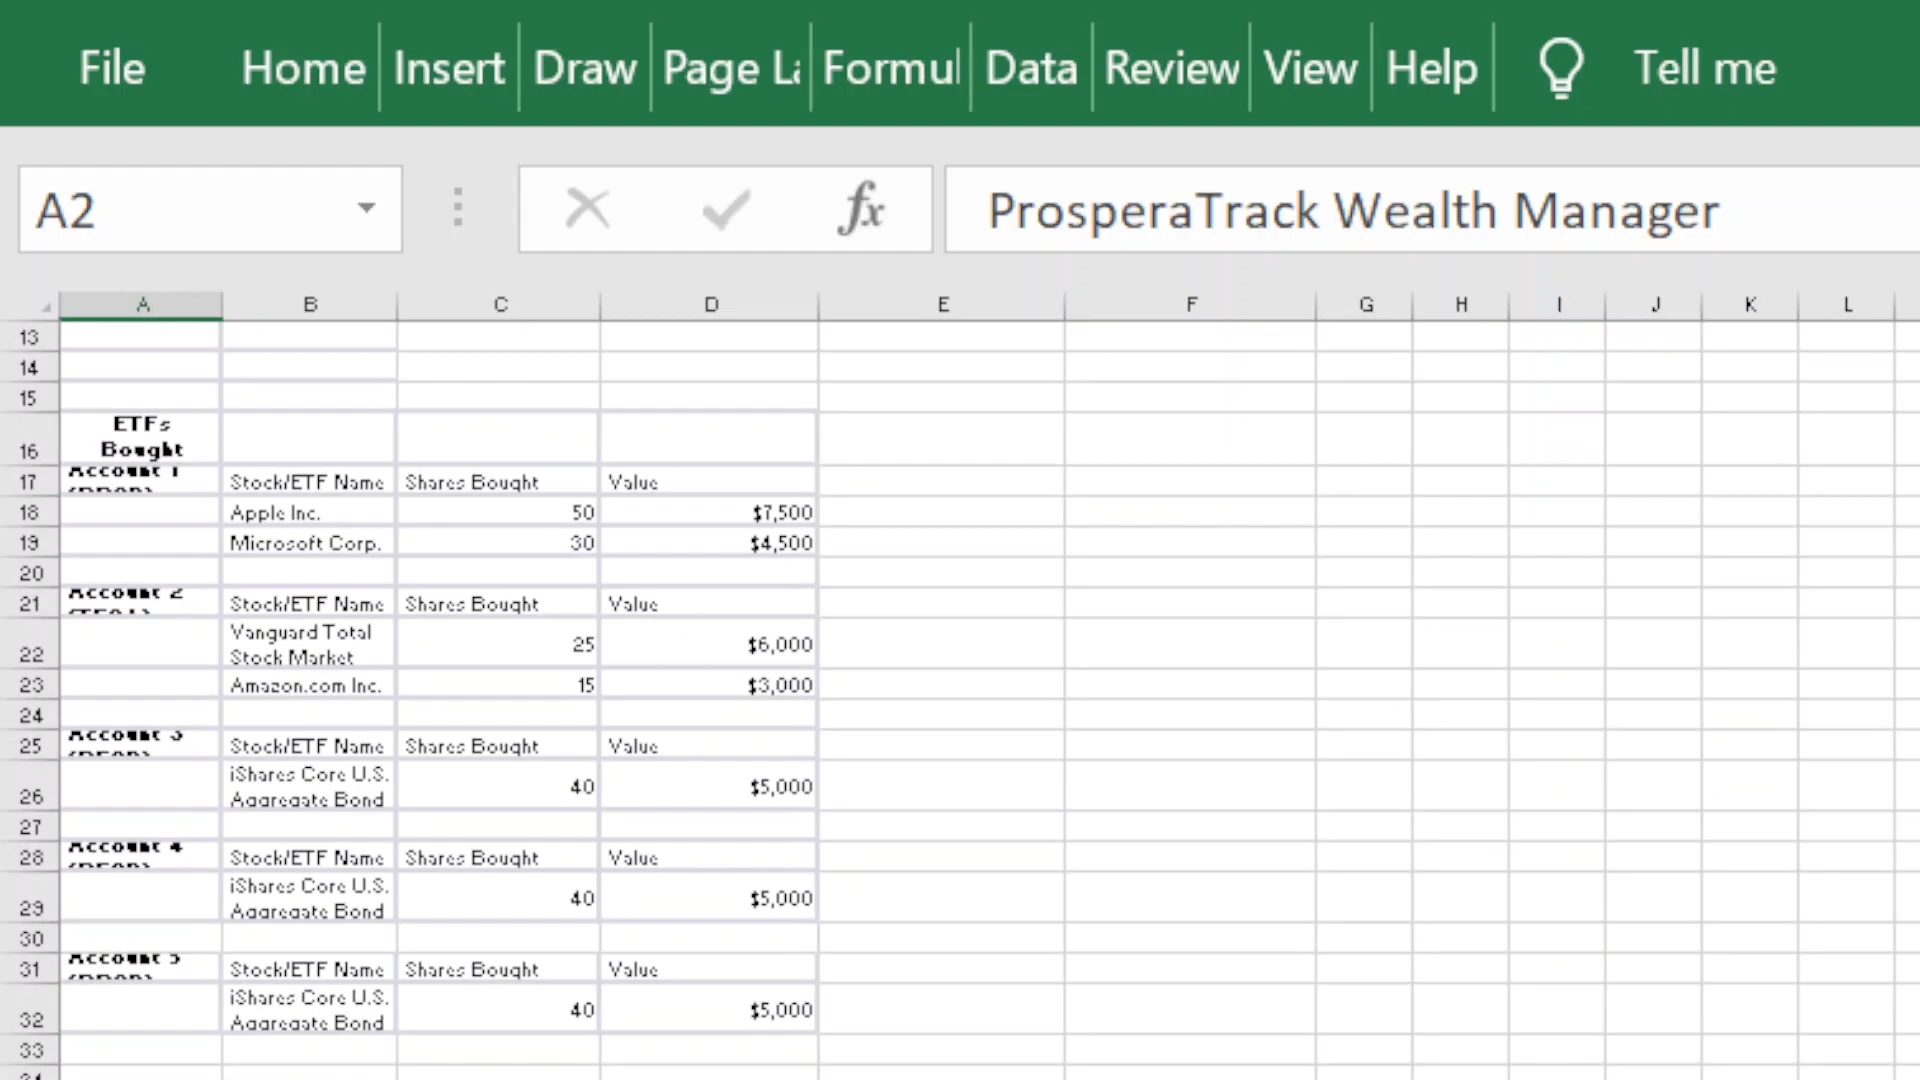 File Home Insert Draw Page La Formul Data Review View Help Tell me
A2 fx ProsperaTrack Wealth Manager
A B C D E F G H I J K L
13
14
15
ETFs
Bought
16
17 Account 1 Stock/ETF Name Shares Bought Value
18 Apple Inc. 50 $7,500
19 Microsoft Corp. 30 $4,500
20
21 Account 2 Stock/ETF Name Shares Bought Value
Vanguard Total
22 Stock Market 25 $6,000
23 Amazon.com Inc. 15 $3,000
24
25 Account 3 Stock/ETF Name Shares Bought Value
iShares Core U.S.
26 Aggregate Bond 40 $5,000
27
28 Account 4 Stock/ETF Name Shares Bought Value
iShares Core U.S.
29 Aggregate Bond 40 $5,000
30
31 Account 5 Stock/ETF Name Shares Bought Value
iShares Core U.S.
32 Aggregate Bond 40 $5,000
33